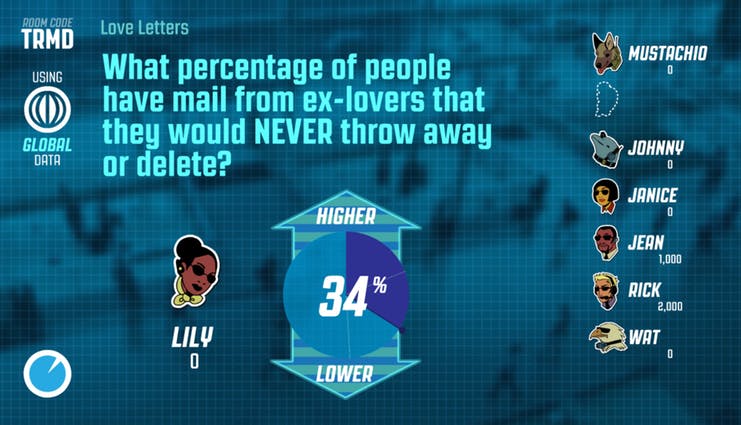 ROOM CODE
TRMD
USING
GLOBAL
DATA
Love Letters
What percentage of people
have mail from ex-lovers that
they would NEVER throw away
or delete?
HIGHER
34%
LOWER
LILY
0
MUSTACHIO
0
JOHNNY
0
JANICE
0
JEAN
1,000
RICK
2,000
WAT
0